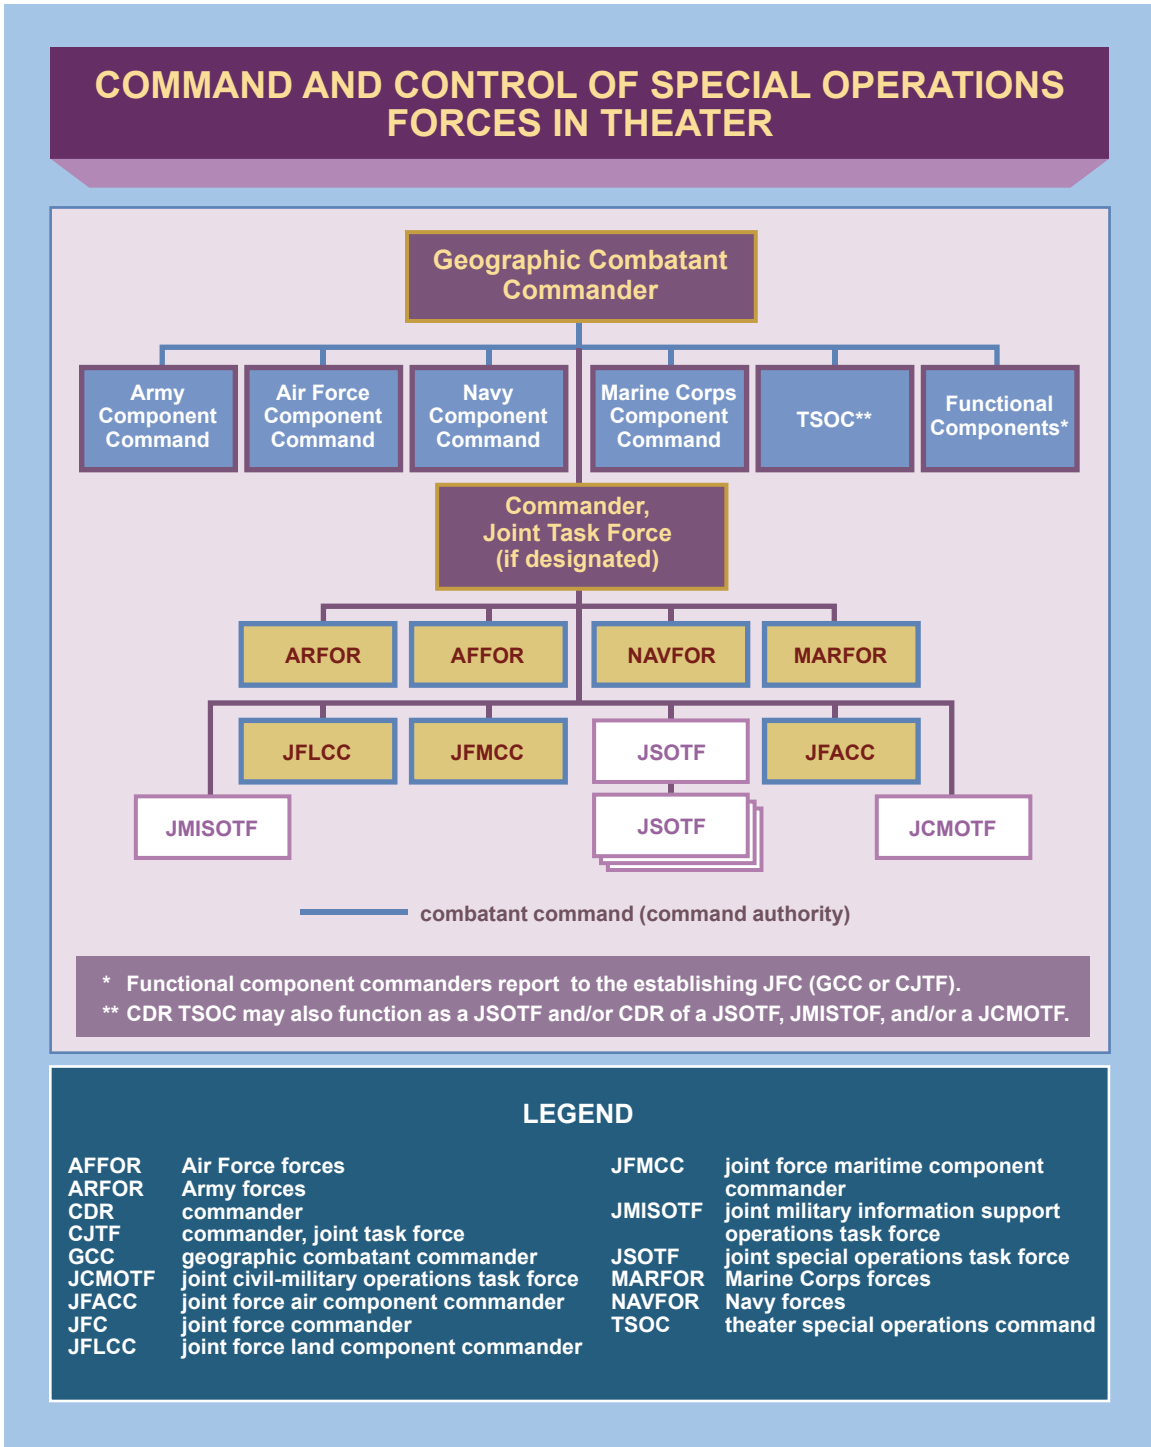 COMMAND AND CONTROL OF SPECIAL OPERATIONS
FORCES IN THEATER
Geographic Combatant
Commander
Army
Component
Command
Air Force
Component
Command
Navy
Component
Command
Marine Corps
Component
Command
TSOC**
Functional
Components*
Commander,
Joint Task Force
(if designated)
ARFOR
AFFOR
NAVFOR
MARFOR
JFLCC
JFMCC
JSOTF
JFACC
JMISOTF
JSOTF
JCMOTF
combatant command (command authority)
* Functional component commanders report to the establishing JFC (GCC or CJTF).
** CDR TSOC may also function as a JSOTF and/or CDR of a JSOTF, JMISTOF, and/or a JCMOTF.
LEGEND
AFFOR Air Force forces
ARFOR Army forces
CDR commander
CJTF commander, joint task force
GCC geographic combatant commander
JCMOTF joint civil-military operations task force
JFACC joint force air component commander
JFC joint force commander
JFLCC joint force land component commander
JFMCC joint force maritime component
commander
JMISOTF joint military information support
operations task force
JSOTF joint special operations task force
MARFOR Marine Corps forces
NAVFOR Navy forces
TSOC theater special operations command